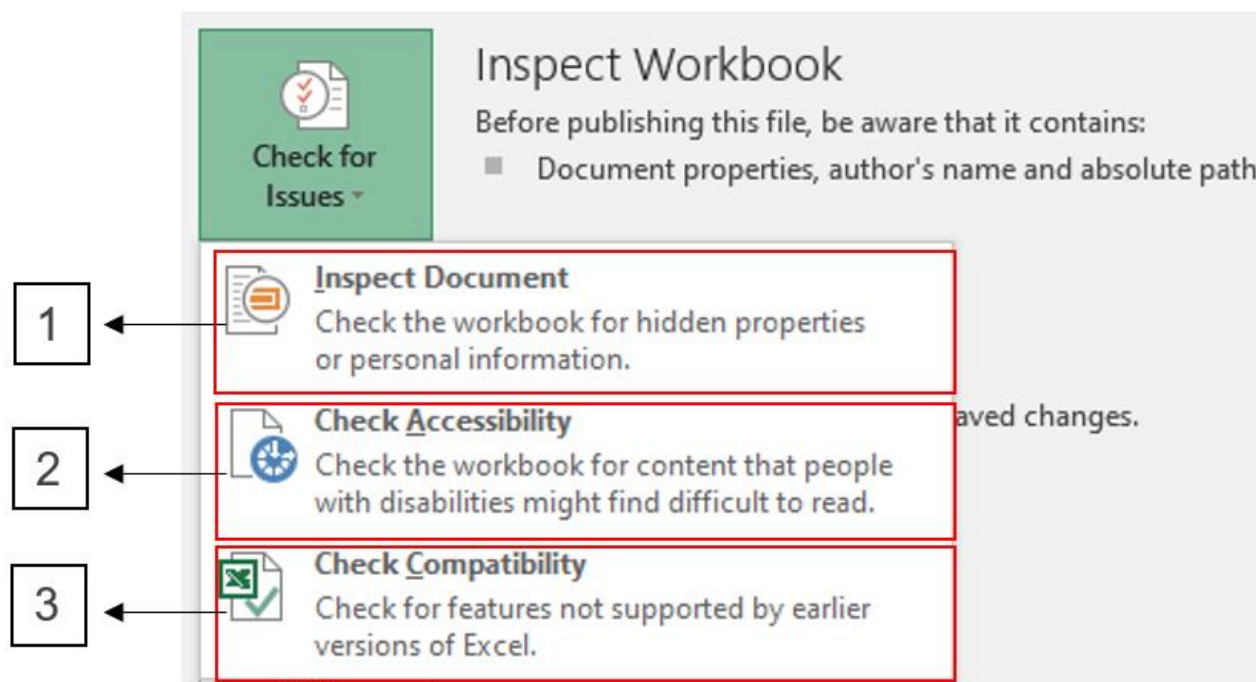 Inspect Workbook
Before publishing this file, be aware that it contains:
Document properties, author's name and absolute path
Check for
Issues
1
Inspect Document
Check the workbook for hidden properties
or personal information.
2
Check Accessibility
Check the workbook for content that people
with disabilities might find difficult to read.
aved changes.
3
Check Compatibility
Check for features not supported by earlier
versions of Excel.